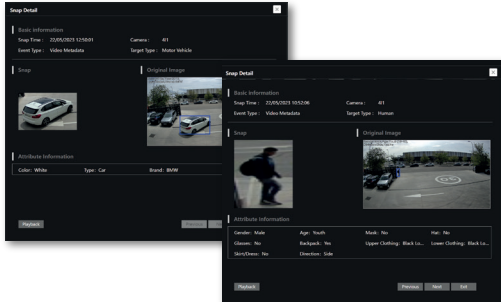 Snap Detail
Basic information
Snap Time : 22/05/2023 12:50:01 Camera : 4I1
Event Type : Video Metadata Target Type : Motor Vehicle
Snap Original Image
Attribute Information
Color: White Type: Car Brand: BMW
Playback Previous
Snap Detail
Basic information
Snap Time : 22/05/2023 10:52:06 Camera : 4I1
Event Type : Video Metadata Target Type : Human
Snap Original Image
Attribute Information
Gender: Male Age: Youth Mask: No Hat: No
Glasses: No Backpack: Yes Upper Clothing: Black Lo... Lower Clothing: Black Lo...
Skirt/Dress: No Direction: Side
Playback Previous Next Exit